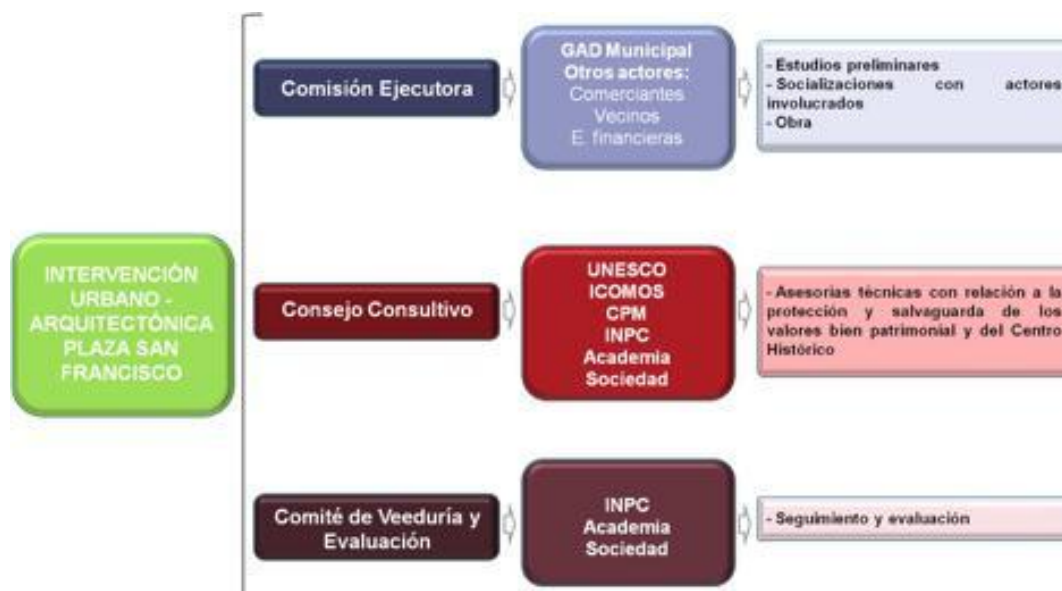 INTERVENCIÓN
URBANO -
ARQUITECTÓNICA
PLAZA SAN
FRANCISCO
Comisión Ejecutora
GAD Municipal
Otros actores:
Comerciantes
Vecinos
E. financieras
- Estudios preliminares
- Socializaciones con actores
involucrados
- Obra
Consejo Consultivo
UNESCO
ICOMOS
CPM
INPC
Academia
Sociedad
- Asesorias técnicas con relación a la
protección y salvaguarda de los
valores bien patrimonial y del Centro
Histórico
Comité de Veeduría y
Evaluación
INPC
Academia
Sociedad
- Seguimiento y evaluación